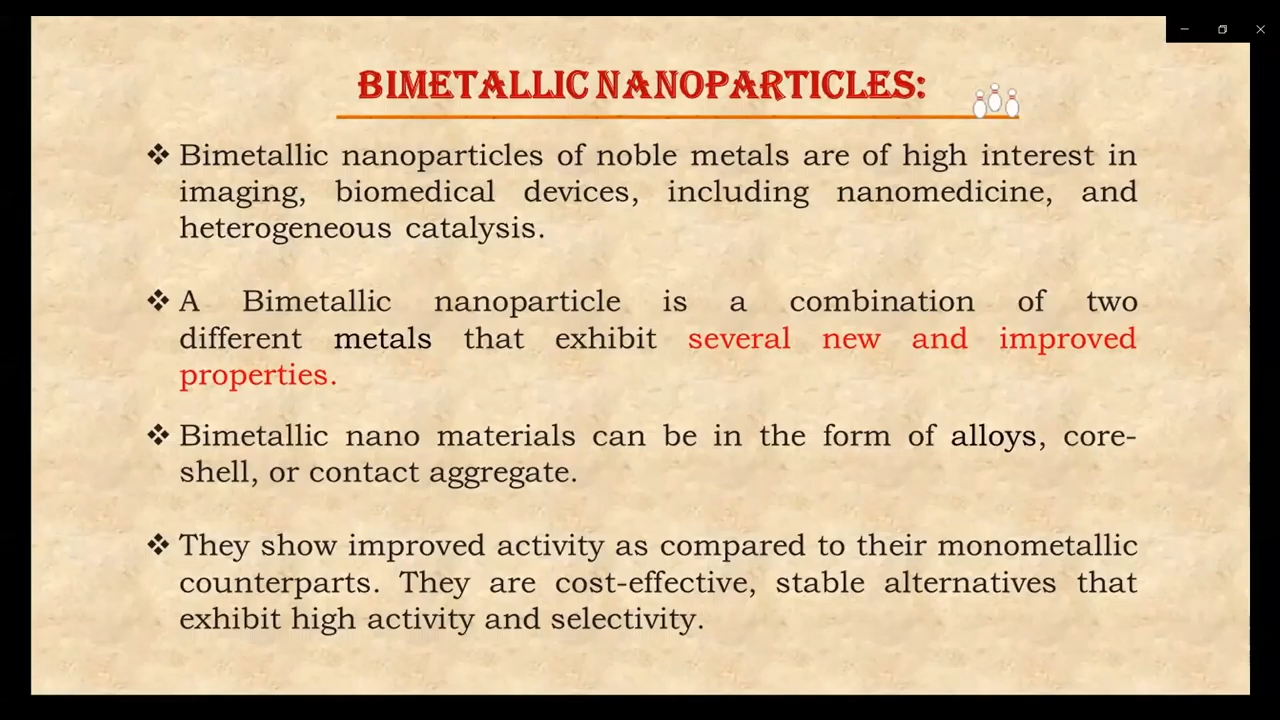 BIMETALLIC NANOPARTICLES:
❖ Bimetallic nanoparticles of noble metals are of high interest in
imaging, biomedical devices, including nanomedicine, and
heterogeneous catalysis.
❖ A Bimetallic nanoparticle is a combination of two
different metals that exhibit several new and improved
properties.
❖ Bimetallic nano materials can be in the form of alloys, core-
shell, or contact aggregate.
❖ They show improved activity as compared to their monometallic
counterparts. They are cost-effective, stable alternatives that
exhibit high activity and selectivity.